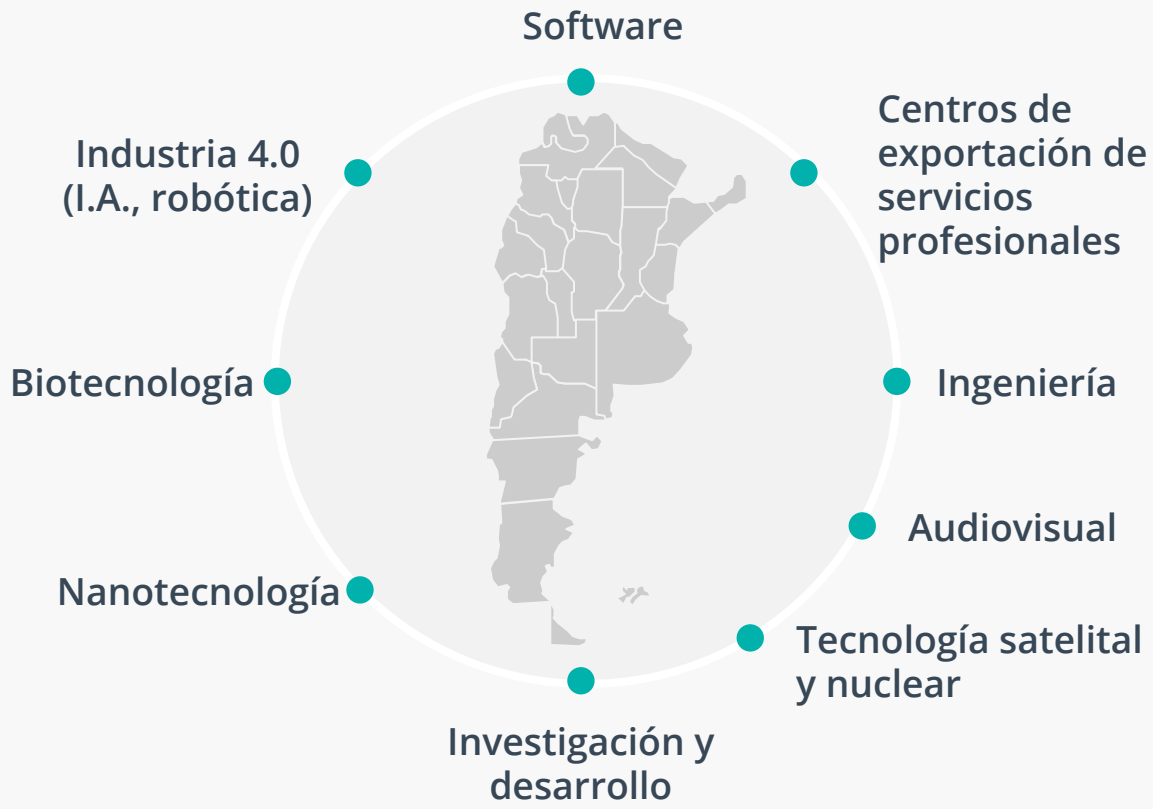 Software
Centros de
exportación de
servicios
profesionales
Ingeniería
Audiovisual
Tecnología satelital
y nuclear
Investigación y
desarrollo
Nanotecnología
Biotecnología
Industria 4.0
(I.A., robótica)